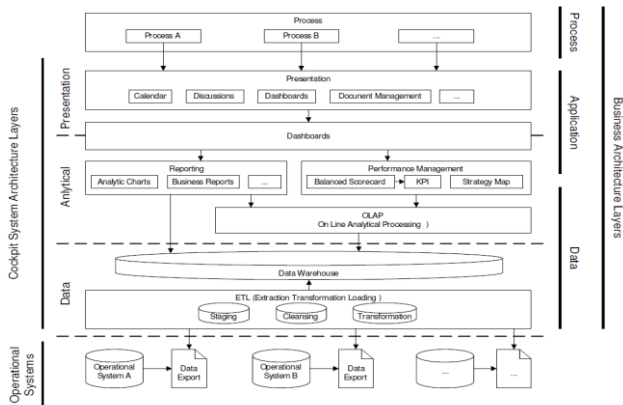 Process
Process A
Process B
...
Presentation
Calendar
Discussions
Dashboards
Document Management
...
Dashboards
Reporting
Analytic Charts
Business Reports
...
Performance Management
Balanced Scorecard
KPI
Strategy Map
OLAP
On Line Analytical Processing )
Data Warehouse
ETL (Extraction Transformation Loading )
Staging
Cleansing
Transformation
Operational
System A
Data
Export
Operational
System B
Data
Export
...
...
Cockpit System Architecture Layers
Presentation
Anlytical
Data
Operational
Systems
Process
Application
Data
Business Architecture Layers